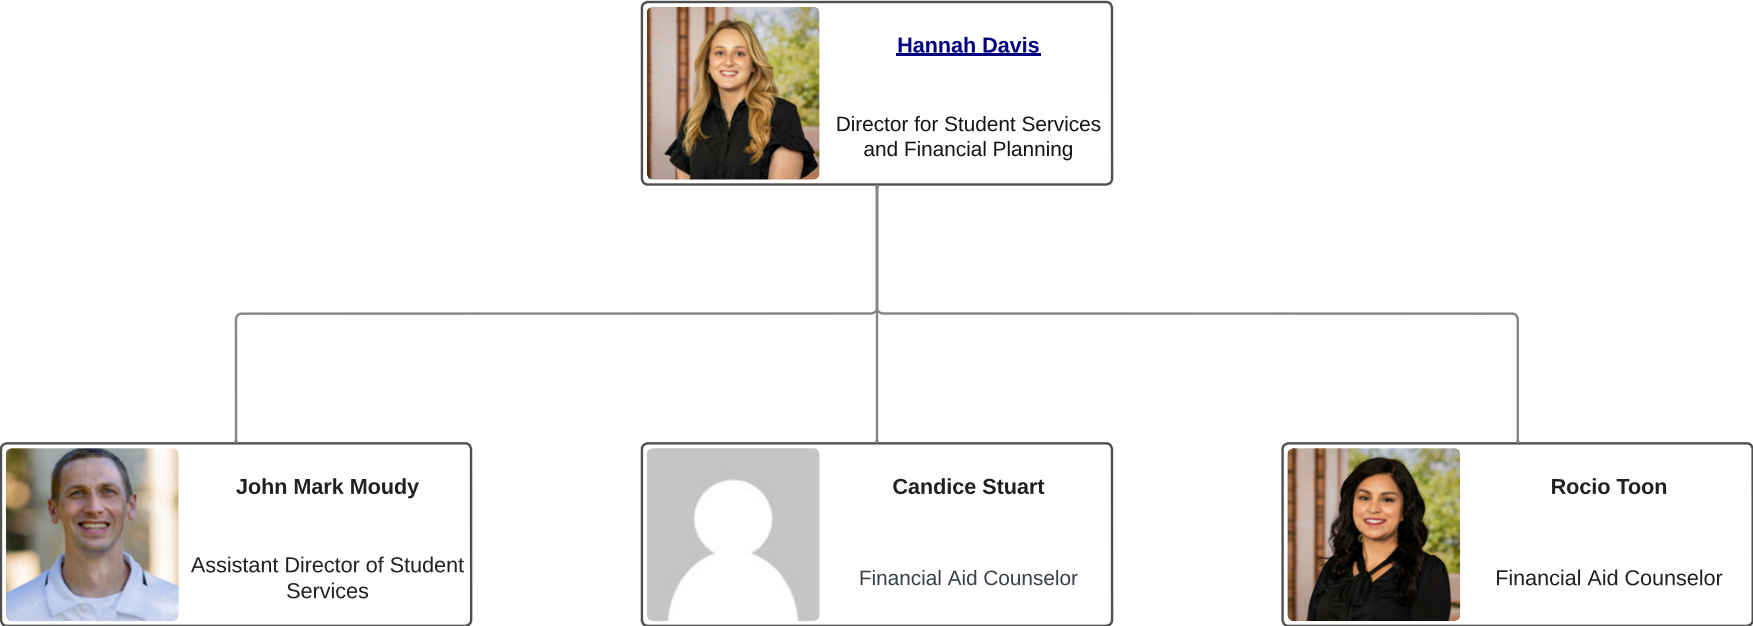 Hannah Davis
Director for Student Services
and Financial Planning
John Mark Moudy
Assistant Director of Student
Services
Candice Stuart
Financial Aid Counselor
Rocio Toon
Financial Aid Counselor